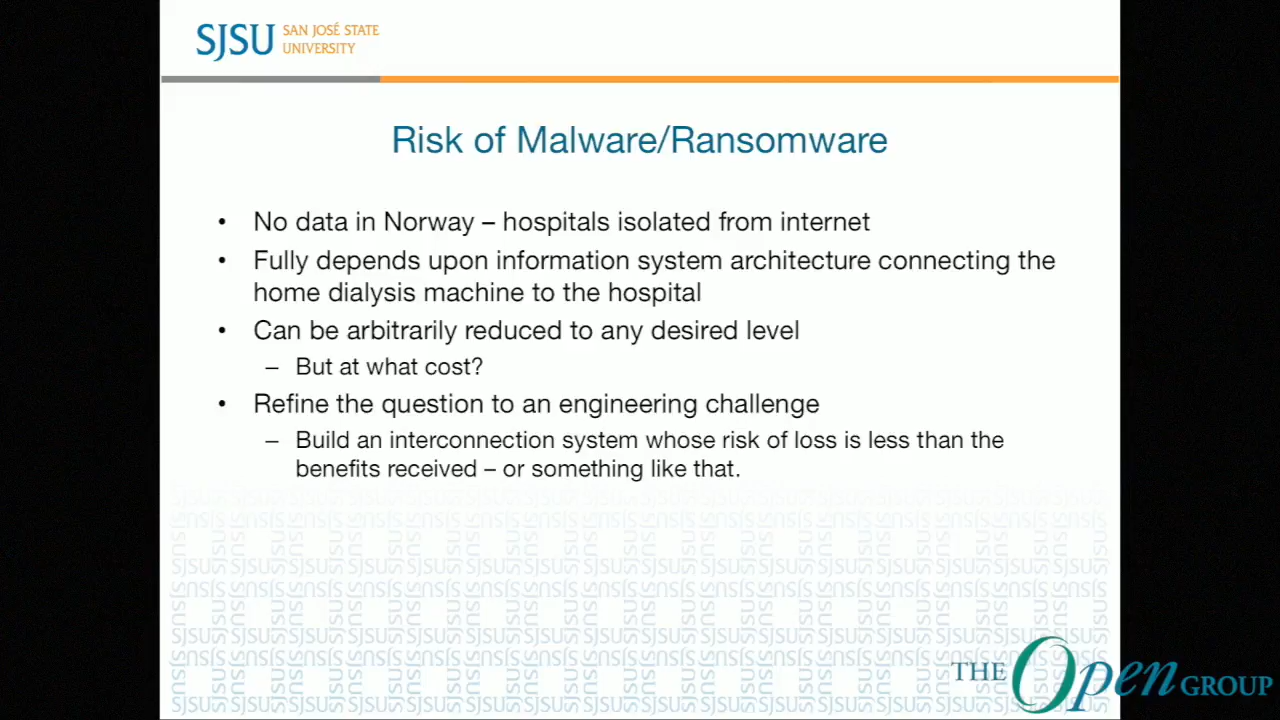 SJSU SAN JOSÉ STATE
UNIVERSITY
Risk of Malware/Ransomware
• No data in Norway – hospitals isolated from internet
• Fully depends upon information system architecture connecting the
home dialysis machine to the hospital
• Can be arbitrarily reduced to any desired level
– But at what cost?
• Refine the question to an engineering challenge
– Build an interconnection system whose risk of loss is less than the
benefits received – or something like that.
THE Open GROUP